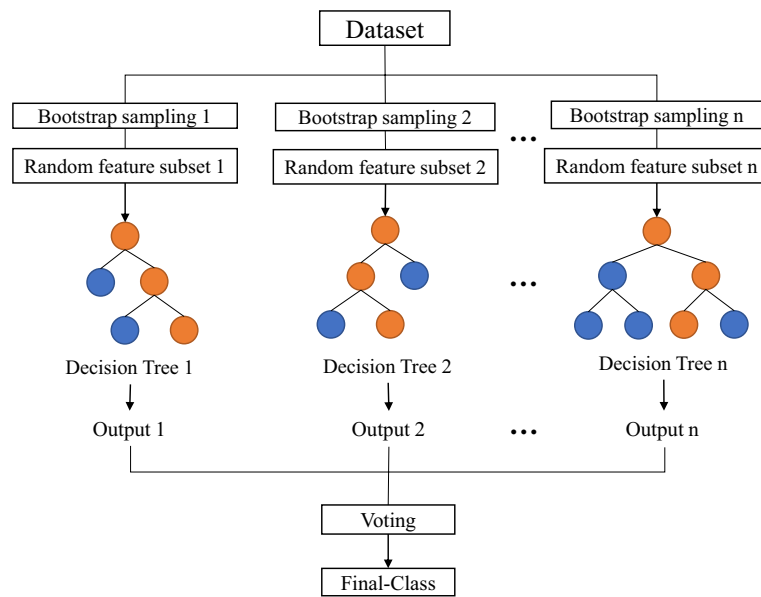 Dataset
Bootstrap sampling 1
Bootstrap sampling 2
Bootstrap sampling n
...
Random feature subset 1
Random feature subset 2
Random feature subset n
...
Decision Tree 1
Decision Tree 2
Decision Tree n
Output 1
Output 2
...
Output n
Voting
Final-Class